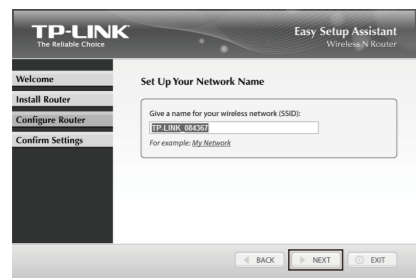 TP-LINK
The Reliable Choice
Easy Setup Assistant
Wireless N Router
Welcome
Install Router
Configure Router
Confirm Settings
Set Up Your Network Name
Give a name for your wireless network (SSID):
TP-LINK_084367
For example: My Network
BACK
NEXT
EXIT